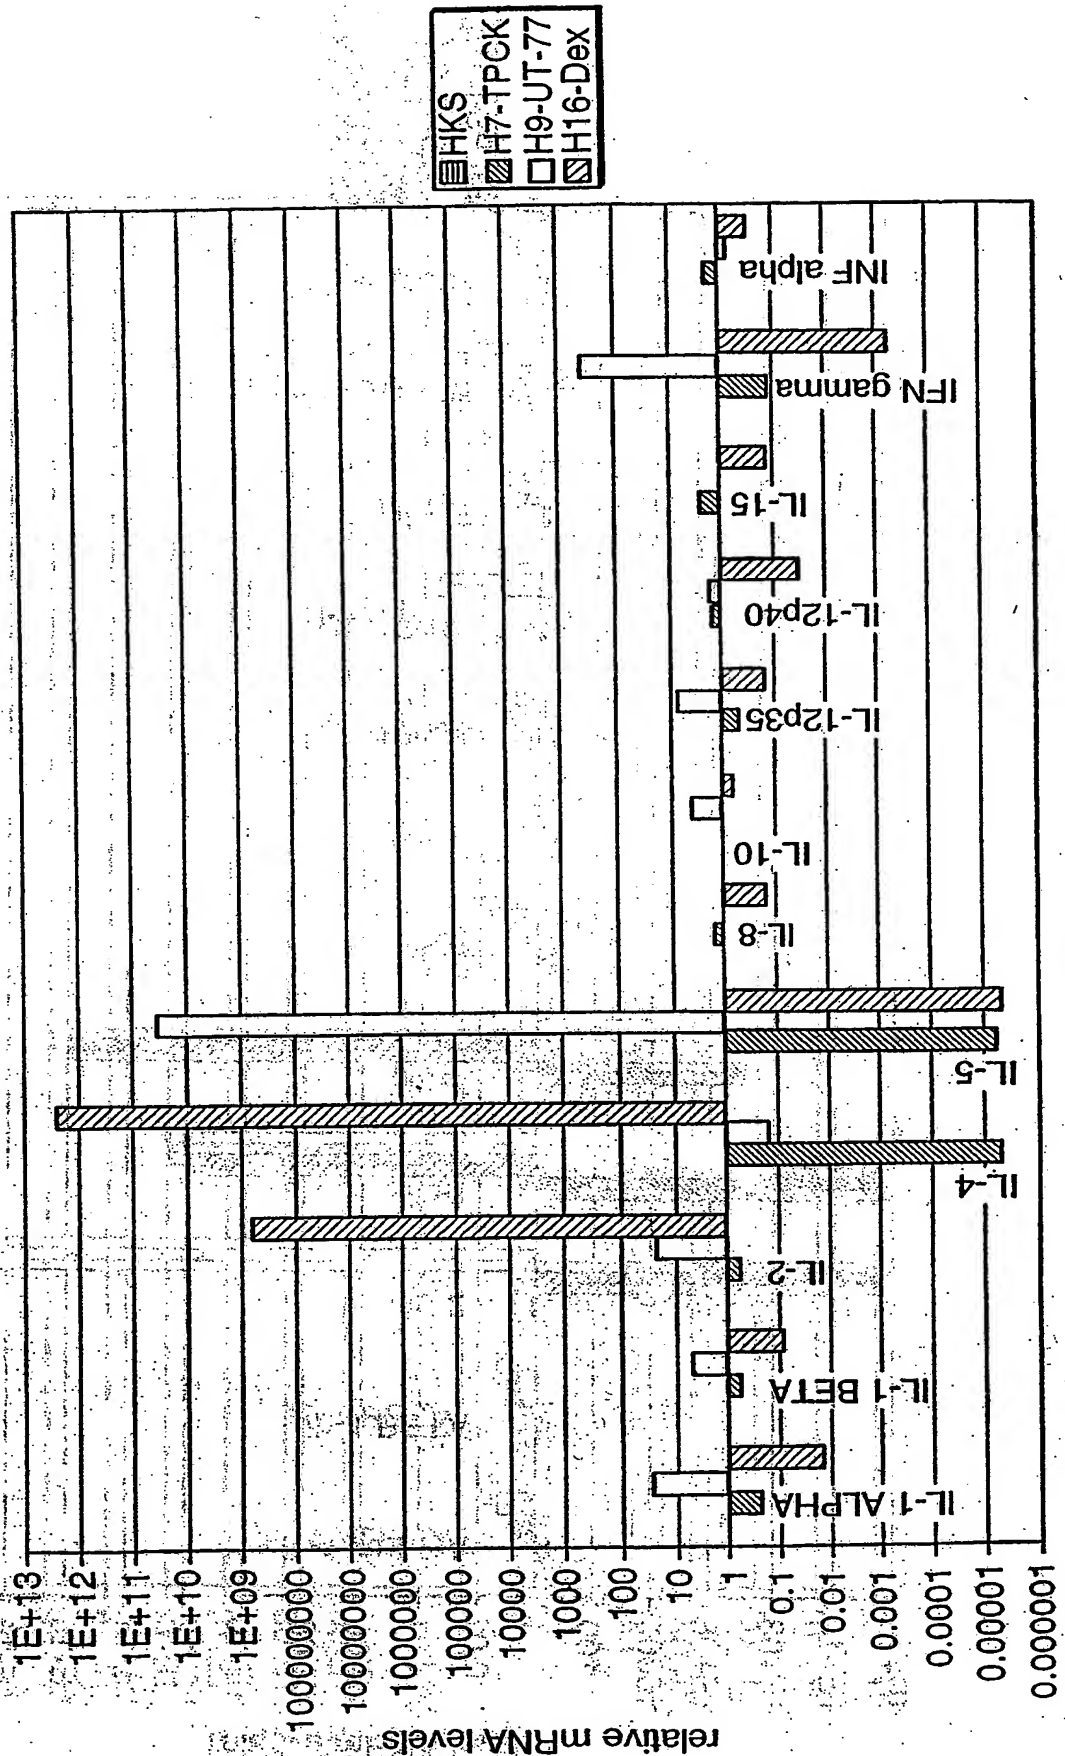 relative mRNA levels
1E+13
1E+12
1E+11
1E+10
1E+09
100000000
10000000
1000000
100000
10000
1000
100
10
1
0.1
0.01
0.001
0.0001
0.00001
0.000001
IL-1 ALPHA
IL-1 BETA
IL-2
IL-4
IL-5
IL-8
IL-10
IL-12p35
IL-12p40
IL-15
IFN gamma
INF alpha
HKS
H7-TPCK
H9-UT-77
H16-Dex